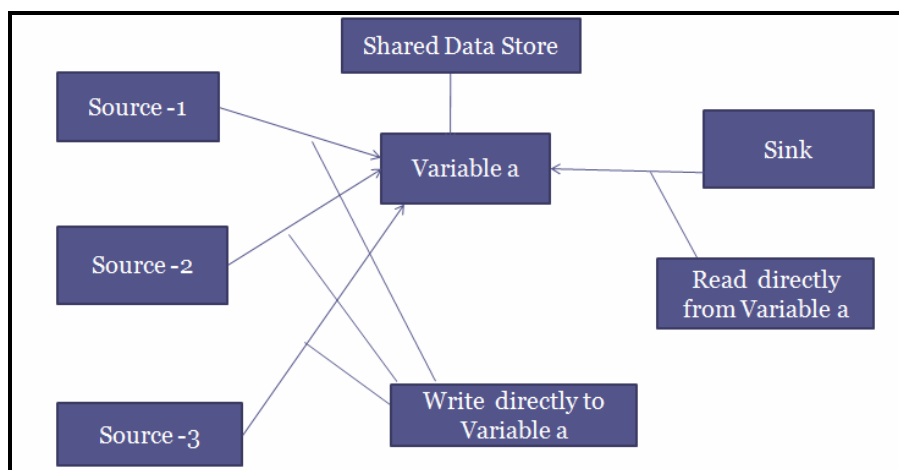 Shared Data Store
Source -1
Variable a
Sink
Source -2
Read directly
from Variable a
Write directly to
Variable a
Source -3